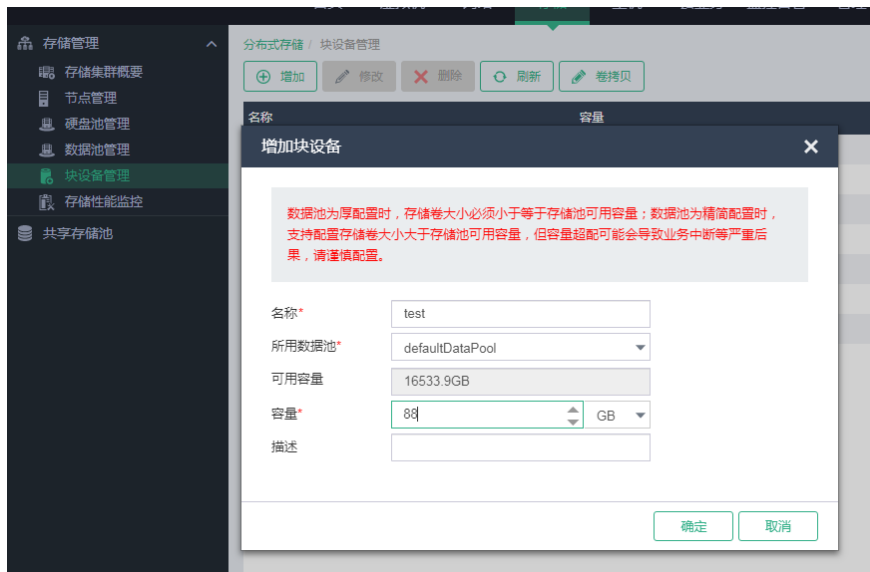 存储管理
存储集群概要
节点管理
硬盘池管理
数据池管理
块设备管理
存储性能监控
共享存储池
分布式存储 / 块设备管理
增加 修改 删除 刷新 卷拷贝
名称 容量
增加块设备
数据池为厚配置时，存储卷大小必须小于等于存储池可用容量；数据池为精简配置时，
支持配置存储卷大小大于存储池可用容量，但容量超配可能会导致业务中断等严重后
果，请谨慎配置。
名称* test
所用数据池* defaultDataPool
可用容量 16533.9GB
容量* 88 GB
描述
确定 取消